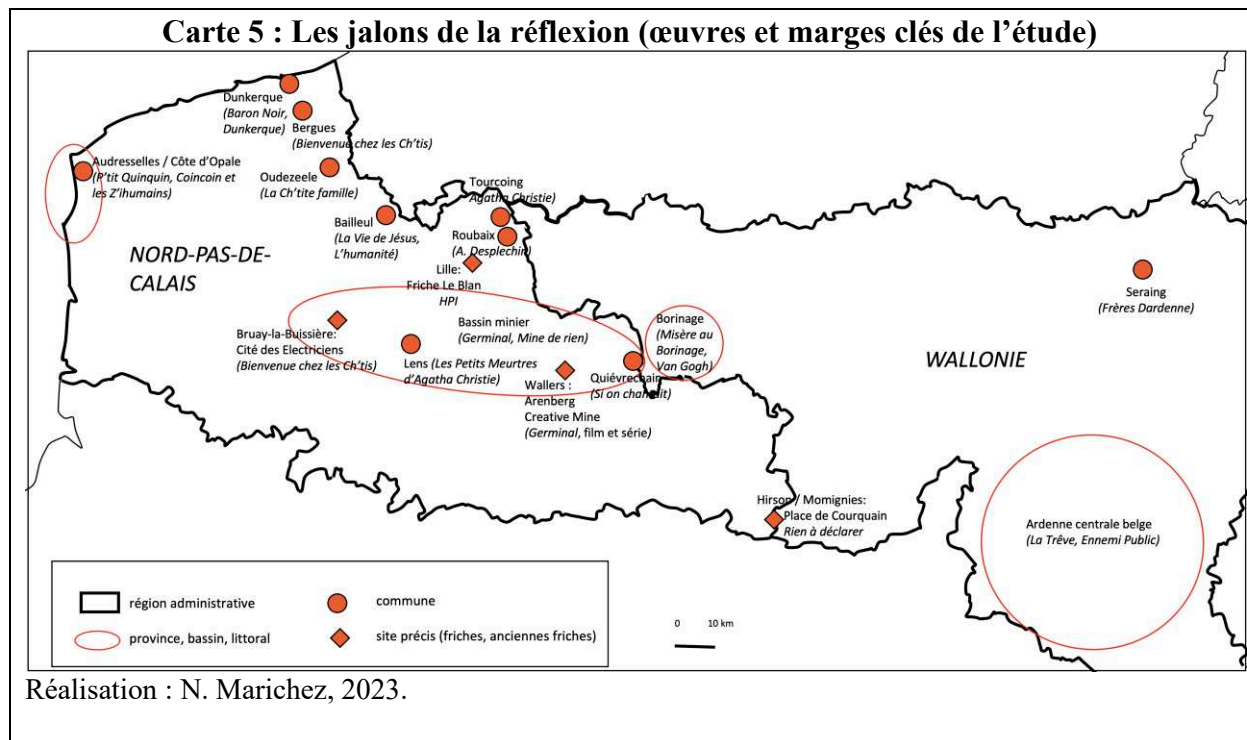 Carte 5 : Les jalons de la réflexion (œuvres et marges clés de l'étude)
Dunkerque
(Baron Noir,
Dunkerque)
Bergues
(Bienvenue chez les Ch'tis)
Audresselles / Côte d'Opale
(P'tit Quinquin, Coincoin et
les Z'ihumains)
Oudezeele
(La Ch'tite famille)
Tourcoing
Agatha Christie)
Bailleul
(La Vie de Jésus,
L'humanité)
Roubaix
(A. Desplechin)
NORD-PAS-DE-
CALAIS
Lille:
Friche Le Blan
HPI
Seraing
(Frères Dardenne)
Bruay-la-Buissière:
Cité des Electriciens
(Bienvenue chez les Ch'tis)
Bassin minier
(Germinal, Mine de rien)
Borinage
(Misère au
Borinage,
Van Gogh)
WALLONIE
Lens (Les Petits Meurtres
d'Agatha Christie)
Wallers :
Arenberg
Creative Mine
(Germinal, film et série)
Quiévrechain
(Si on chantait)
Hirson / Momignies:
Place de Courquain
Rien à déclarer
Ardenne centrale belge
(La Trêve, Ennemi Public)
région administrative
commune
province, bassin, littoral
site précis (friches, anciennes friches)
0 10 km
Réalisation : N. Marichez, 2023.